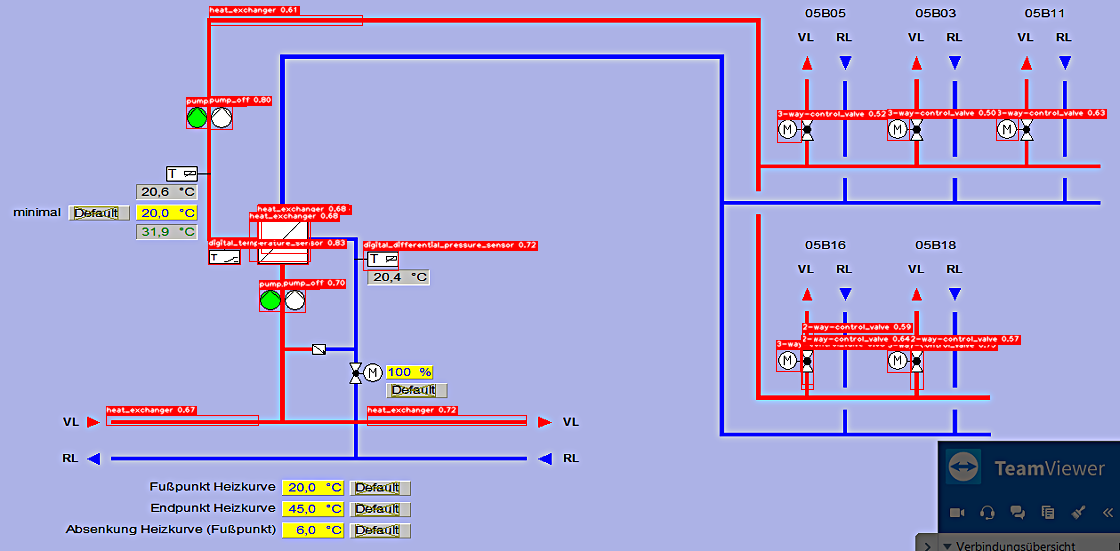 heat_exchanger 0.61
05B05 05B03 05B11
VL RL VL RL VL RL
pump pump_off 0.80
3-way-control_valve 0.52 3-way-control_valve 0.50 3-way-control_valve 0.63
M M M
T
20,6 °C
minimal Default 20,0 °C
31,9 °C
heat_exchanger 0.68
heat_exchanger 0.68
digital_temperature_sensor 0.83
digital_differential_pressure_sensor 0.72
T T
20,4 °C
05B16 05B18
VL RL VL RL
pump pump_off 0.70
2-way-control_valve 0.59
2-way-control_valve 0.64 2-way-control_valve 0.57
3-way
M M
M 100 %
Default
heat_exchanger 0.67 heat_exchanger 0.72
VL VL
RL RL
Fußpunkt Heizkurve 20,0 °C Default
Endpunkt Heizkurve 45,0 °C Default
Absenkung Heizkurve (Fußpunkt) 6,0 °C Default
TeamViewer
Verbindungsübersicht